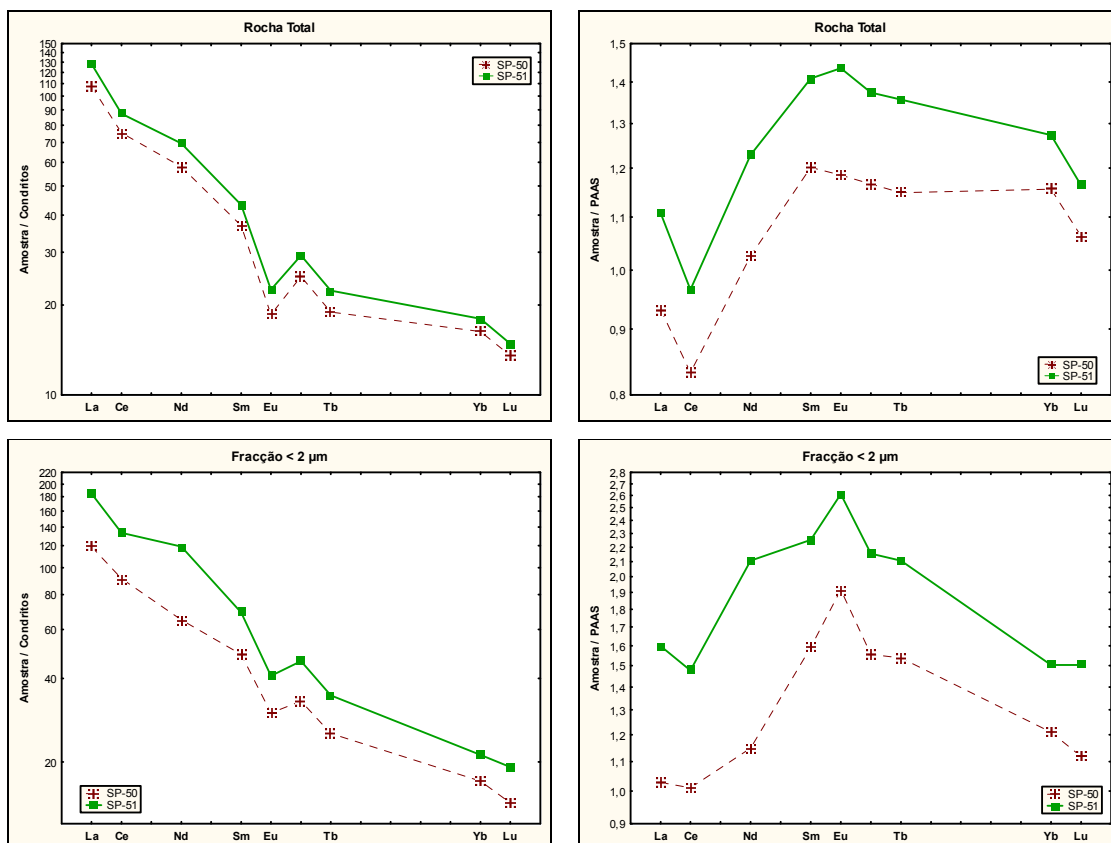 Rocha Total
150
140
130
120
110
100
90
80
70
60
50
40
30
20
10
Amostra / Condritos
SP-50
SP-51
La Ce Nd Sm Eu Tb Yb Lu
Rocha Total
1,5
1,4
1,3
1,2
1,1
1,0
0,9
0,8
Amostra / PAAS
SP-50
SP-51
La Ce Nd Sm Eu Tb Yb Lu
Fracção < 2 µm
220
200
180
160
140
120
100
80
60
40
20
Amostra / Condritos
SP-50
SP-51
La Ce Nd Sm Eu Tb Yb Lu
Fracção < 2 µm
2,8
2,7
2,6
2,5
2,4
2,3
2,2
2,1
2,0
1,9
1,8
1,7
1,6
1,5
1,4
1,3
1,2
1,1
1,0
0,9
Amostra / PAAS
SP-50
SP-51
La Ce Nd Sm Eu Tb Yb Lu